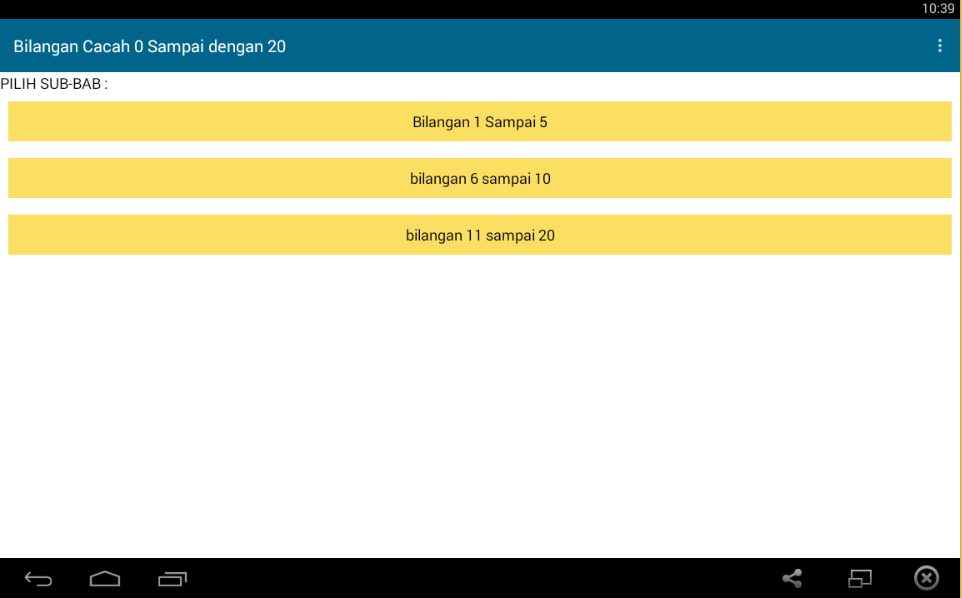 10:39
Bilangan Cacah 0 Sampai dengan 20
PILIH SUB-BAB :
Bilangan 1 Sampai 5
bilangan 6 sampai 10
bilangan 11 sampai 20